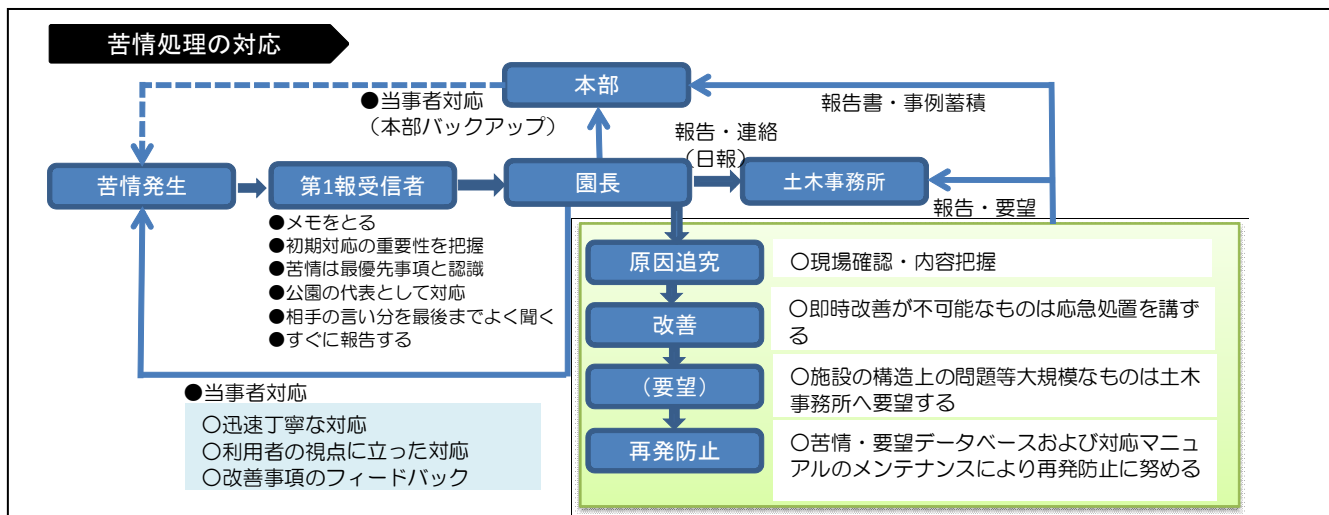 苦情処理の対応
本部
●当事者対応
（本部バックアップ）
報告書・事例蓄積
報告・連絡
（日報）
苦情発生
第1報受信者
園長
土木事務所
報告・要望
●メモをとる
●初期対応の重要性を把握
●苦情は最優先事項と認識
●公園の代表として対応
●相手の言い分を最後までよく聞く
●すぐに報告する
原因追究
○現場確認・内容把握
改善
○即時改善が不可能なものは応急処置を講ず
る
（要望）
○施設の構造上の問題等大規模なものは土木
事務所へ要望する
再発防止
○苦情・要望データベースおよび対応マニュ
アルのメンテナンスにより再発防止に努める
●当事者対応
○迅速丁寧な対応
○利用者の視点に立った対応
○改善事項のフィードバック